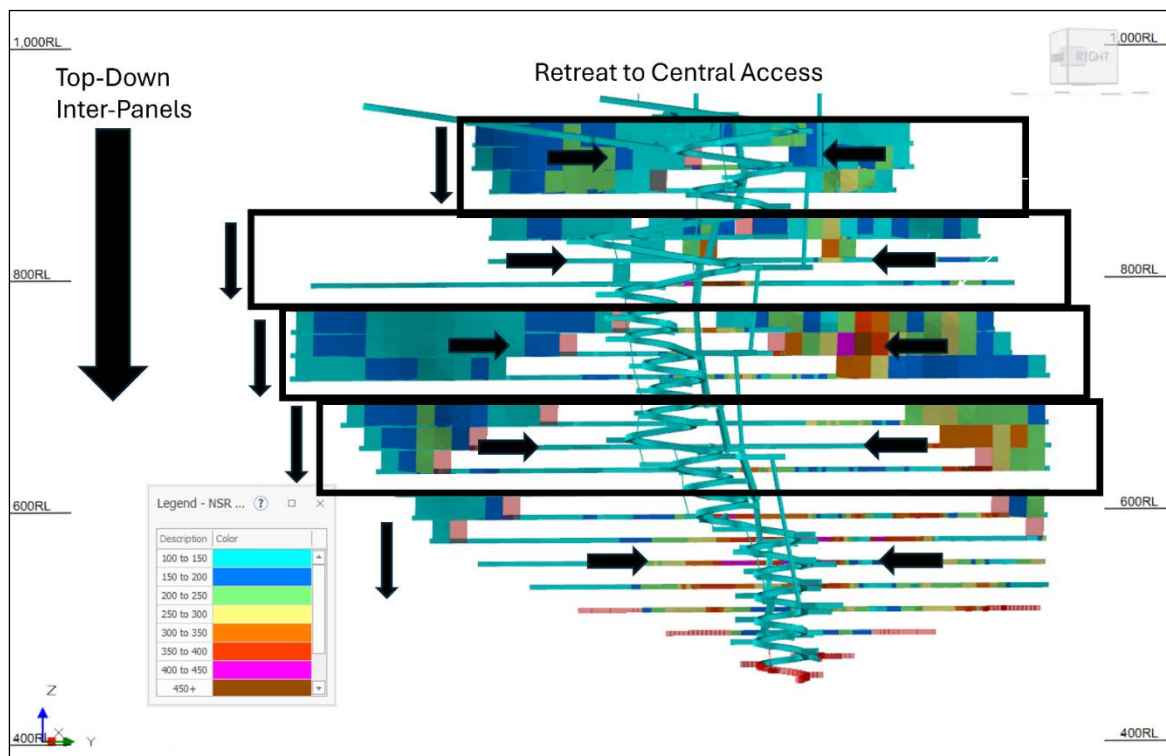 1,000RL
1,000RL
Top-Down
Inter-Panels
Retreat to Central Access
RIGHT
800RL
800RL
600RL
600RL
Legend - NSR ...
?
Description Color
100 to 150
150 to 200
200 to 250
250 to 300
300 to 350
350 to 400
400 to 450
450+
Z
X
Y
400RL
400RL